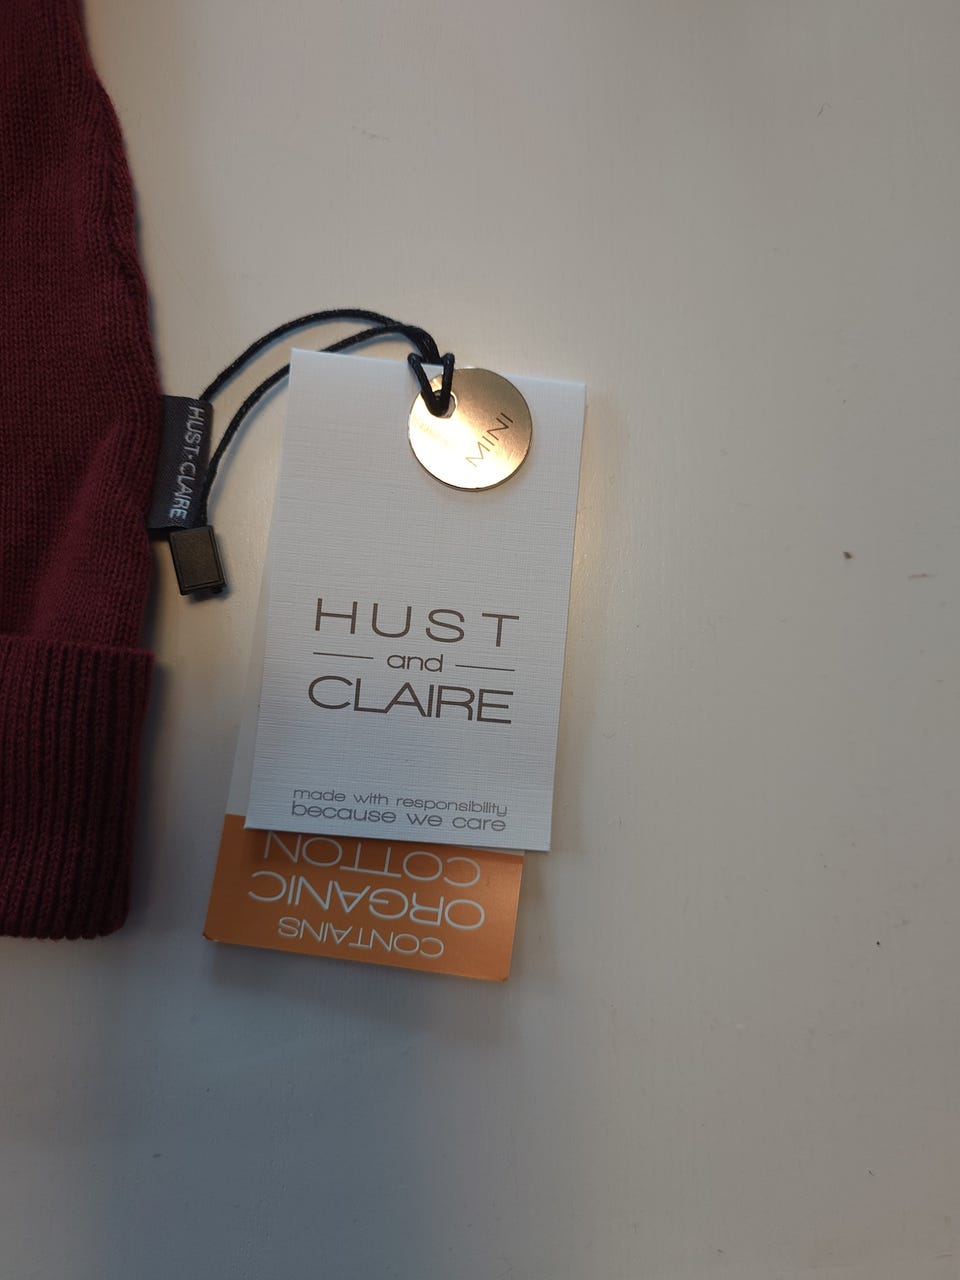 MINI
HUST·CLAIRE
HUST
and
CLAIRE
made with responsibility
because we care
CONTAINS
ORGANIC
COTTON